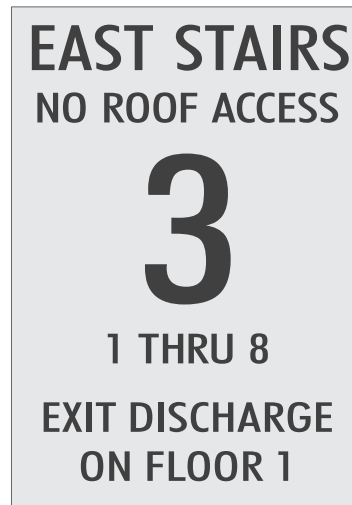 EAST STAIRS
NO ROOF ACCESS
3
1 THRU 8
EXIT DISCHARGE
ON FLOOR 1